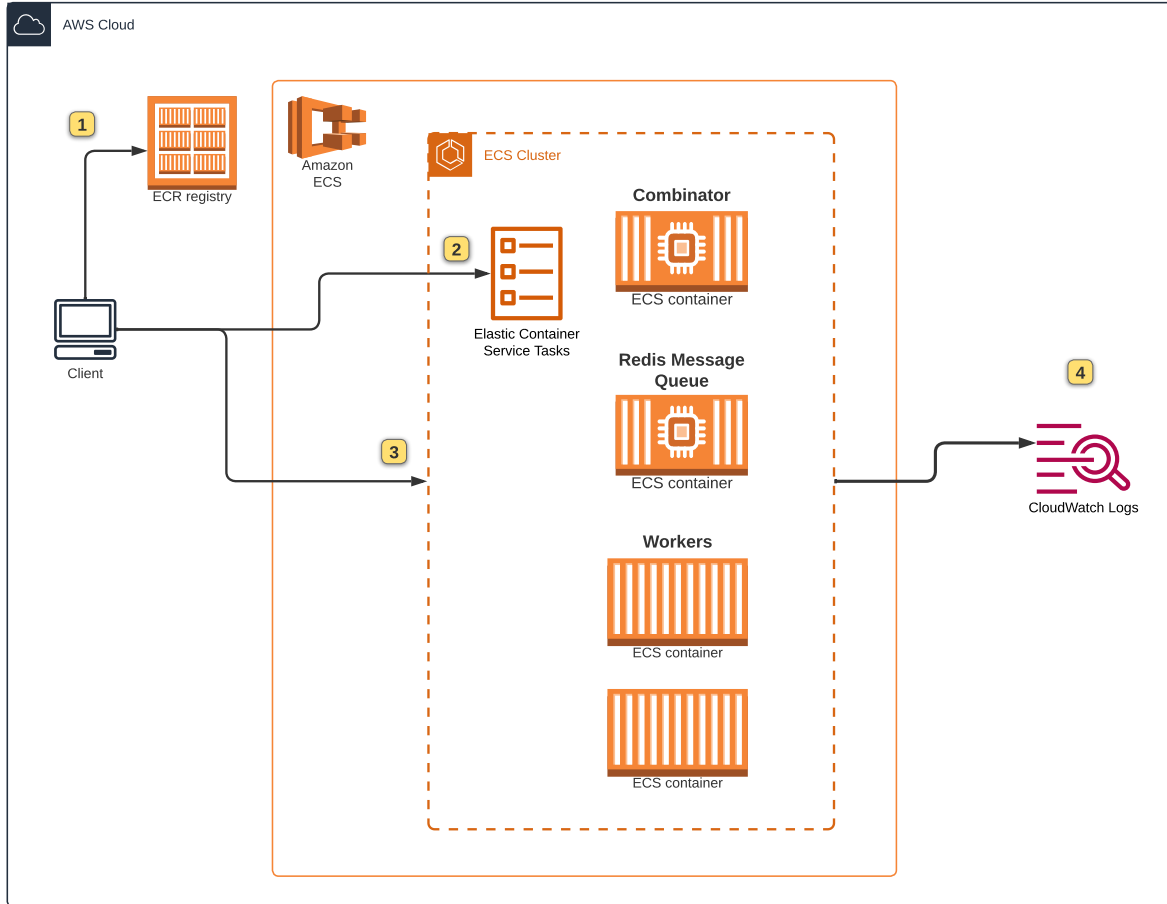 AWS Cloud
1
ECR registry
Amazon
ECS
ECS Cluster
Combinator
ECS container
2
Elastic Container
Service Tasks
Client
Redis Message
Queue
ECS container
3
4
CloudWatch Logs
Workers
ECS container
ECS container